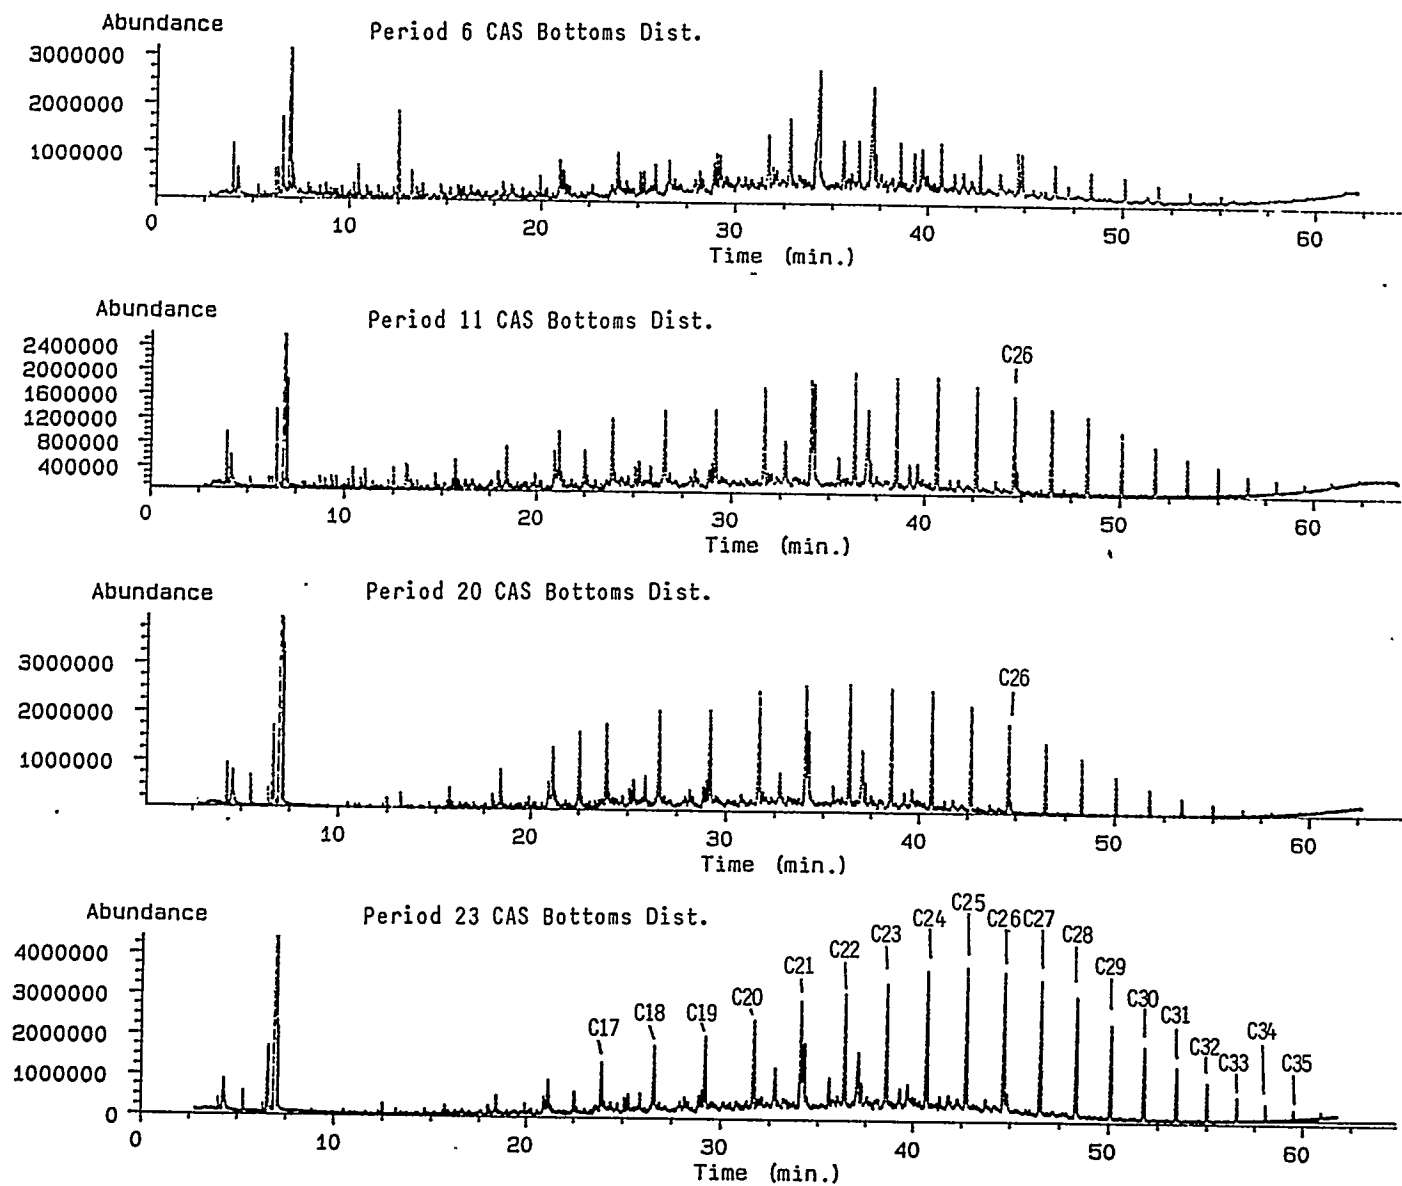 Abundance
Period 6 CAS Bottoms Dist.
3000000
2000000
1000000
0 10 20 30 40 50 60
Time (min.)
Abundance
Period 11 CAS Bottoms Dist.
2400000
2000000
1600000
1200000
800000
400000
C26
0 10 20 30 40 50 60
Time (min.)
Abundance
Period 20 CAS Bottoms Dist.
3000000
2000000
1000000
C26
10 20 30 40 50 60
Time (min.)
Abundance
Period 23 CAS Bottoms Dist.
4000000
3000000
2000000
1000000
0
C17 C18 C19 C20 C21 C22 C23 C24 C25 C26 C27 C28 C29 C30 C31 C32 C33 C34 C35
0 10 20 30 40 50 60
Time (min.)